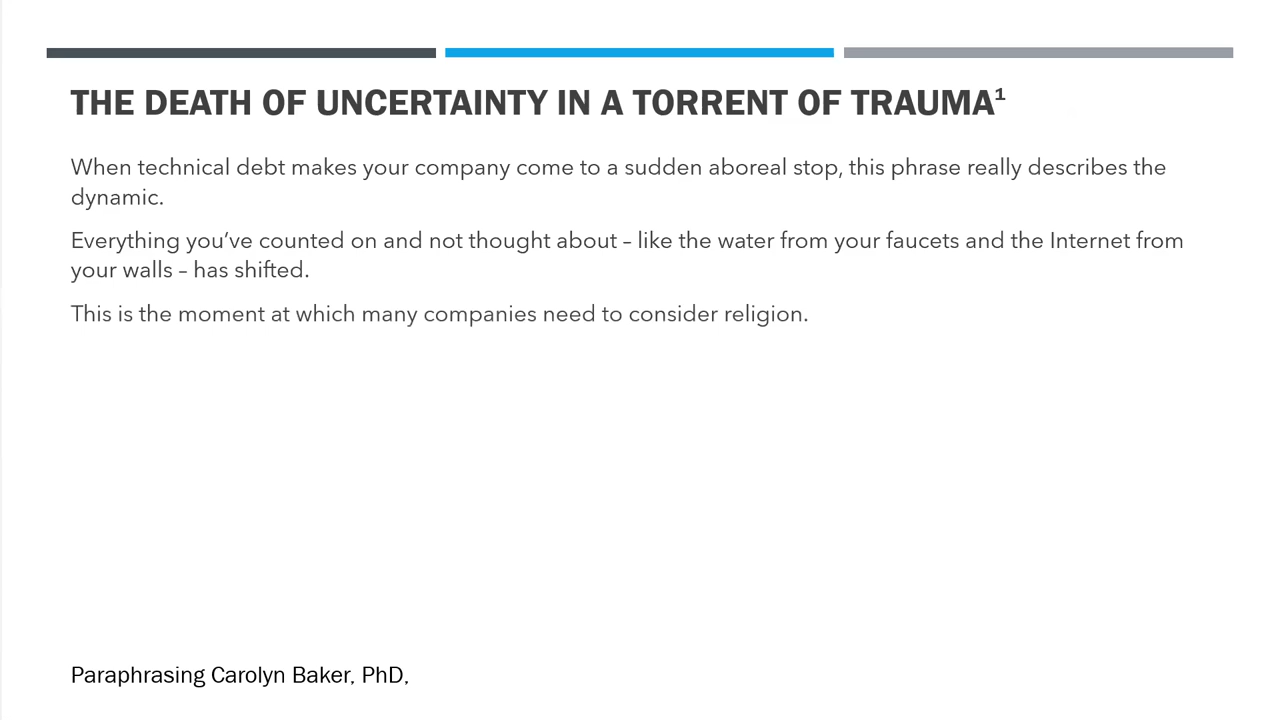 THE DEATH OF UNCERTAINTY IN A TORRENT OF TRAUMA¹
When technical debt makes your company come to a sudden aboreal stop, this phrase really describes the
dynamic.
Everything you’ve counted on and not thought about – like the water from your faucets and the Internet from
your walls – has shifted.
This is the moment at which many companies need to consider religion.
Paraphrasing Carolyn Baker, PhD,